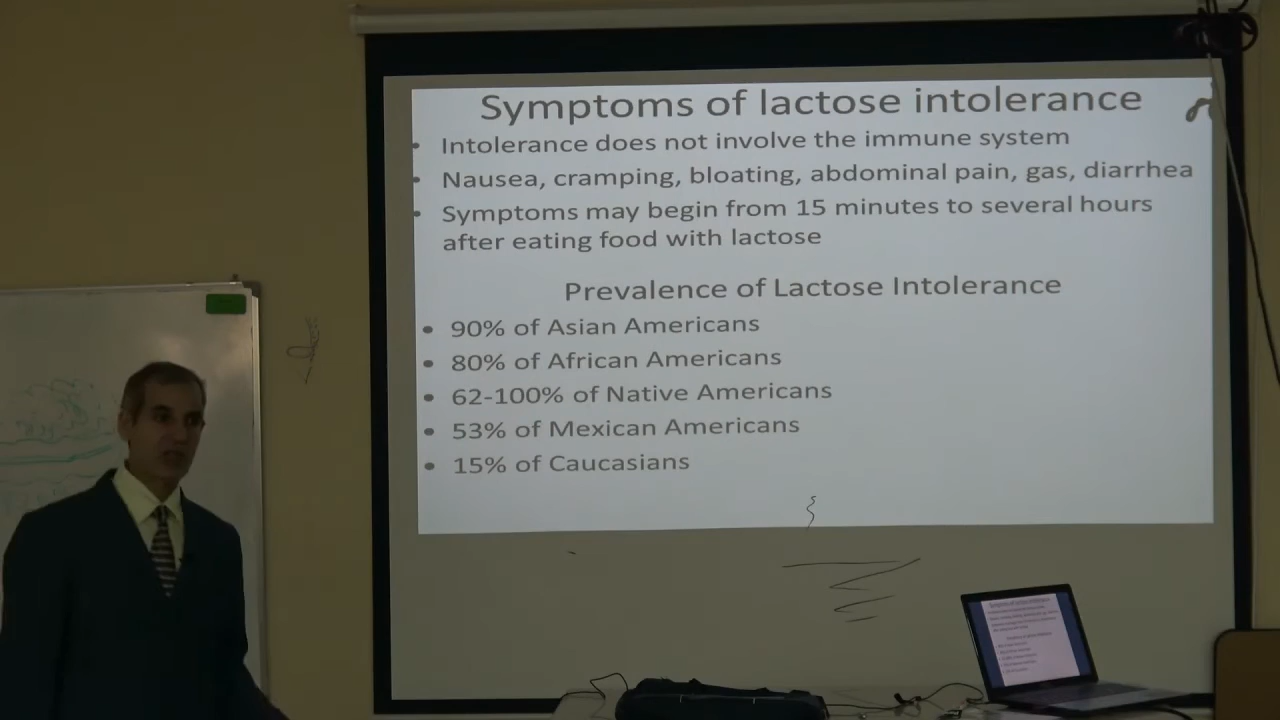 Symptoms of lactose intolerance
• Intolerance does not involve the immune system
• Nausea, cramping, bloating, abdominal pain, gas, diarrhea
• Symptoms may begin from 15 minutes to several hours
after eating food with lactose
Prevalence of Lactose Intolerance
• 90% of Asian Americans
• 80% of African Americans
• 62-100% of Native Americans
• 53% of Mexican Americans
• 15% of Caucasians